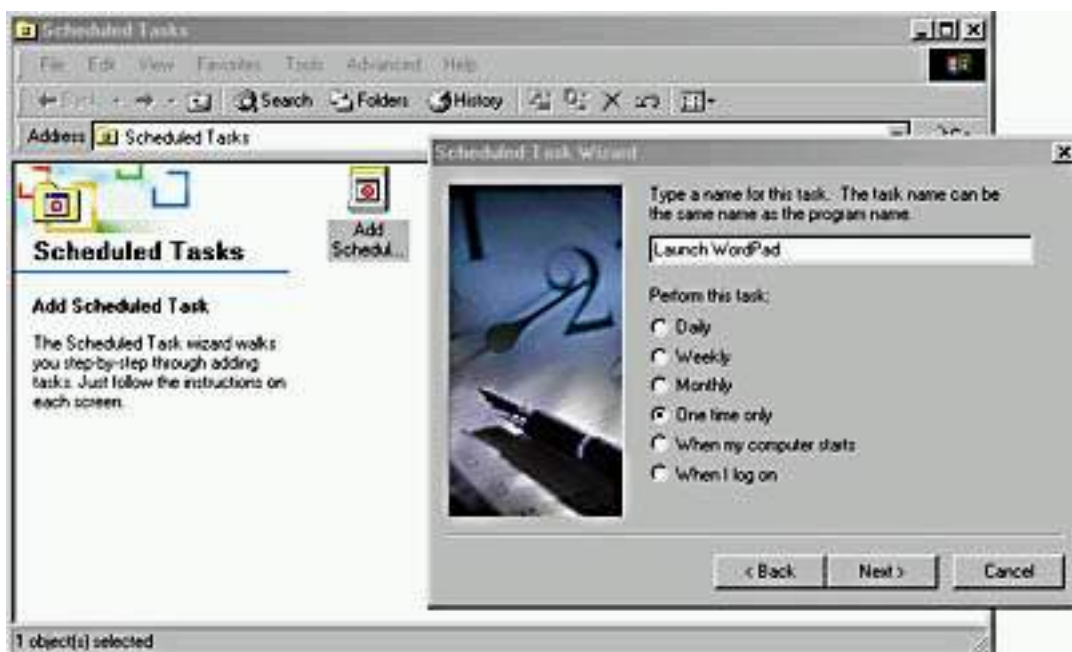 Scheduled Tasks
File Edit View Favorites Tools Advanced Help
Back Search Folders History
Address Scheduled Tasks
Scheduled Tasks
Add Scheduled Task
The Scheduled Task wizard walks
you step-by-step through adding
tasks. Just follow the instructions on
each screen.
Add
Schedul...
Scheduled Task Wizard
Type a name for this task. The task name can be
the same name as the program name.
Launch WordPad
Perform this task:
Daily
Weekly
Monthly
One time only
When my computer starts
When I log on
< Back Next > Cancel
1 object(s) selected